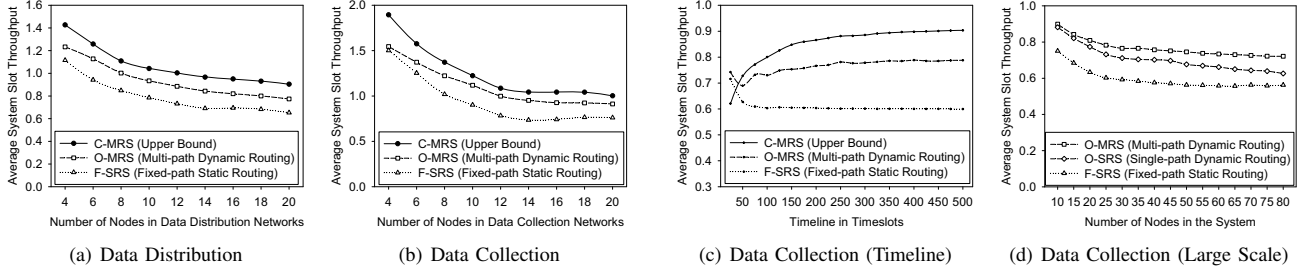 Average System Slot Throughput
1.6
1.4
1.2
1.0
0.8
0.6
0.4
0.2
0.0
C-MRS (Upper Bound)
O-MRS (Multi-path Dynamic Routing)
F-SRS (Fixed-path Static Routing)
4 6 8 10 12 14 16 18 20
Number of Nodes in Data Distribution Networks
(a) Data Distribution
Average System Slot Throughput
2.0
1.5
1.0
0.5
0.0
C-MRS (Upper Bound)
O-MRS (Multi-path Dynamic Routing)
F-SRS (Fixed-path Static Routing)
4 6 8 10 12 14 16 18 20
Number of Nodes in Data Collection Networks
(b) Data Collection
Average System Slot Throughput
1.0
0.9
0.8
0.7
0.6
0.5
0.4
0.3
C-MRS (Upper Bound)
O-MRS (Multi-path Dynamic Routing)
F-SRS (Fixed-path Static Routing)
50 100 150 200 250 300 350 400 450 500
Timeline in Timeslots
(c) Data Collection (Timeline)
Average System Slot Throughput
1.0
0.8
0.6
0.4
0.2
0.0
O-MRS (Multi-path Dynamic Routing)
O-SRS (Single-path Dynamic Routing)
F-SRS (Fixed-path Static Routing)
10 15 20 25 30 35 40 45 50 55 60 65 70 75 80
Number of Nodes in the System
(d) Data Collection (Large Scale)